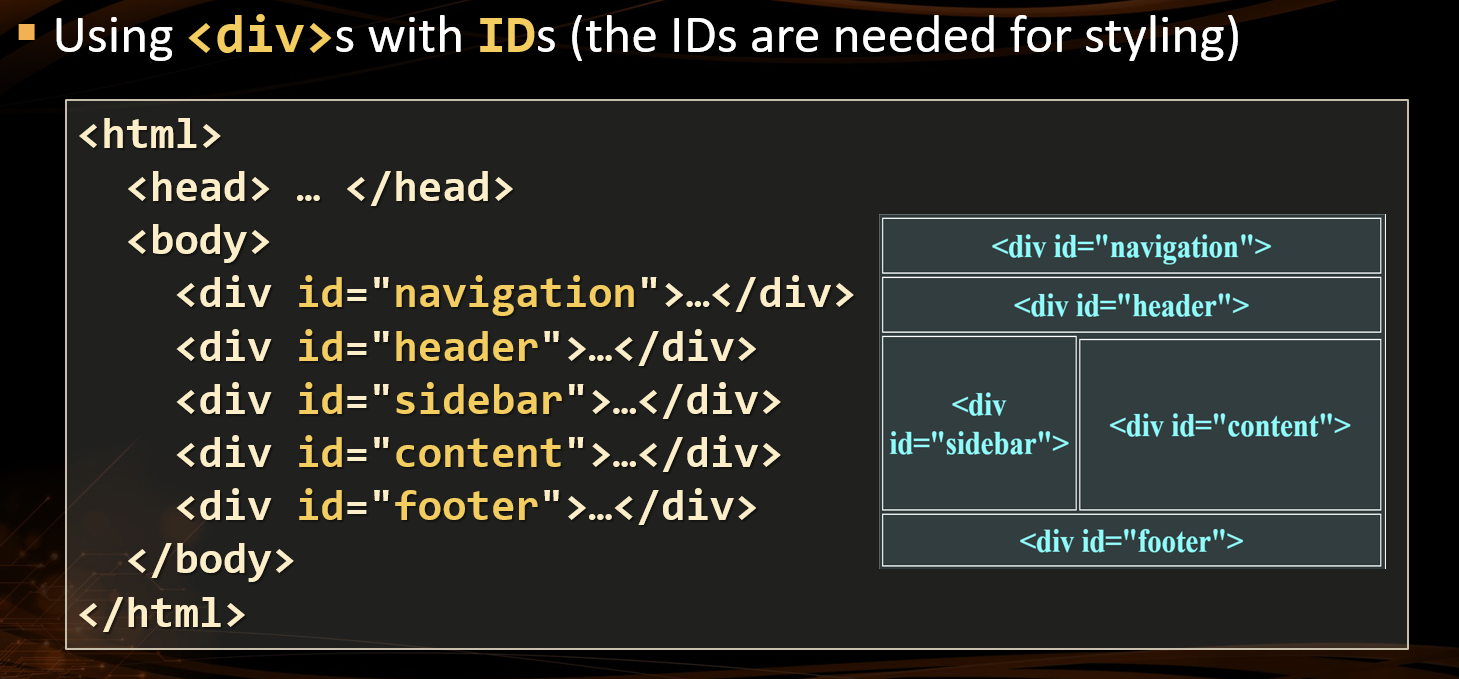 Using <div>s with IDs (the IDs are needed for styling)
<html>
<head> … </head>
<body>
<div id="navigation">…</div>
<div id="header">…</div>
<div id="sidebar">…</div>
<div id="content">…</div>
<div id="footer">…</div>
</body>
</html>
<div id="navigation">
<div id="header">
<div
id="sidebar">
<div id="content">
<div id="footer">